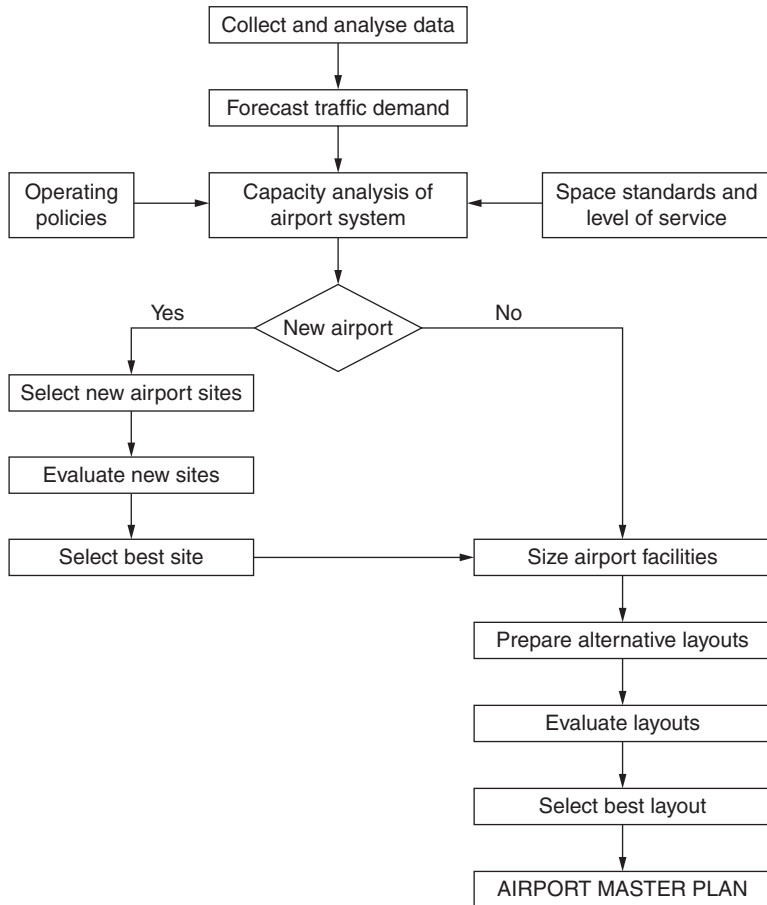 Collect and analyse data
Forecast traffic demand
Operating
policies
Capacity analysis of
airport system
Space standards and
level of service
Yes
New airport
No
Select new airport sites
Evaluate new sites
Select best site
Size airport facilities
Prepare alternative layouts
Evaluate layouts
Select best layout
AIRPORT MASTER PLAN